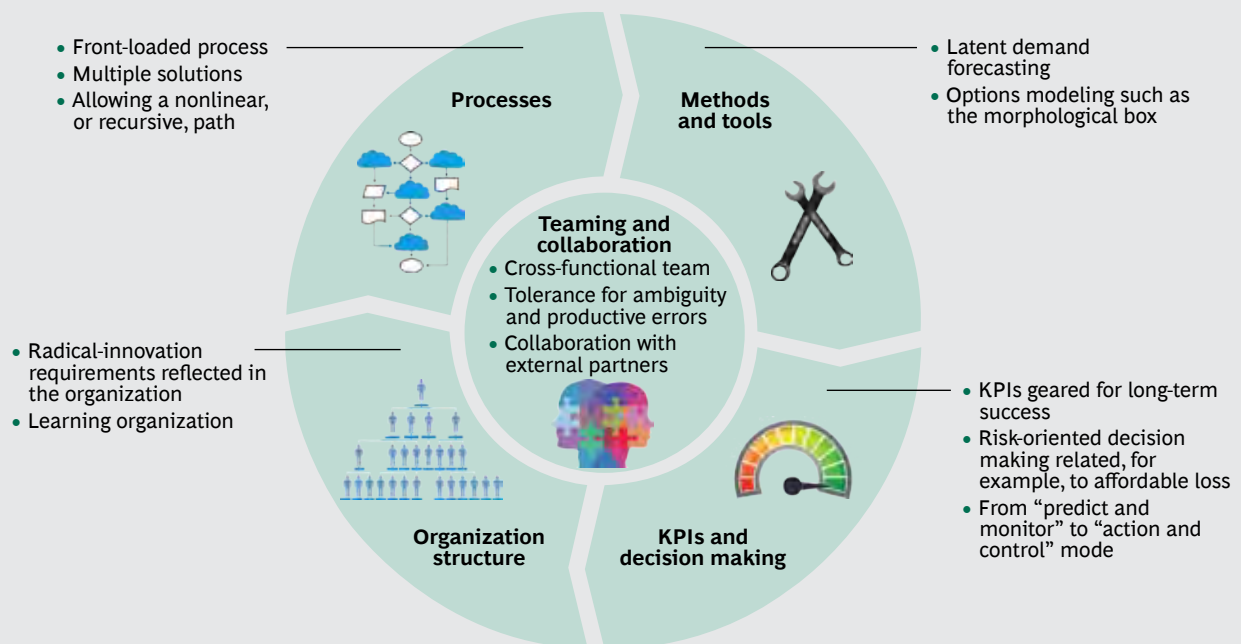 • Front-loaded process
• Multiple solutions
• Allowing a nonlinear,
or recursive, path
Processes
Methods
and tools
• Latent demand
forecasting
• Options modeling such as
the morphological box
Teaming and
collaboration
• Cross-functional team
• Tolerance for ambiguity
and productive errors
• Collaboration with
external partners
• Radical-innovation
requirements reflected in
the organization
• Learning organization
Organization
structure
KPIs and
decision making
• KPIs geared for long-term
success
• Risk-oriented decision
making related, for
example, to affordable loss
• From “predict and
monitor” to “action and
control” mode